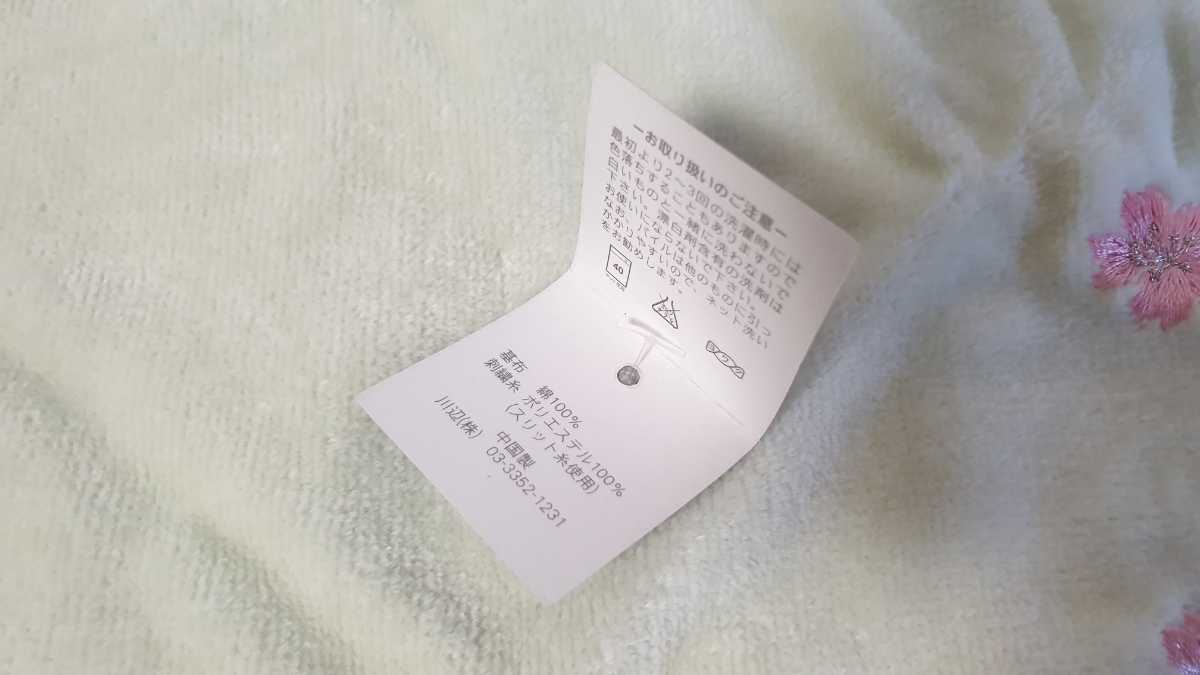 ーお取り扱いのご注意ー
最初より2〜3回の洗濯時には
色落ちすることもありますので
白いものと一緒に洗わないで
下さい。漂白剤含有の洗剤は
お使いにならないで下さい。
なお、パイルは他のものに引っ
かかりやすいので、ネット洗い
をお勧めします。
40
基布 綿100%
刺繍糸 ポリエステル100%
(スリット糸使用)
中国製
川辺(株) 03-3352-1231